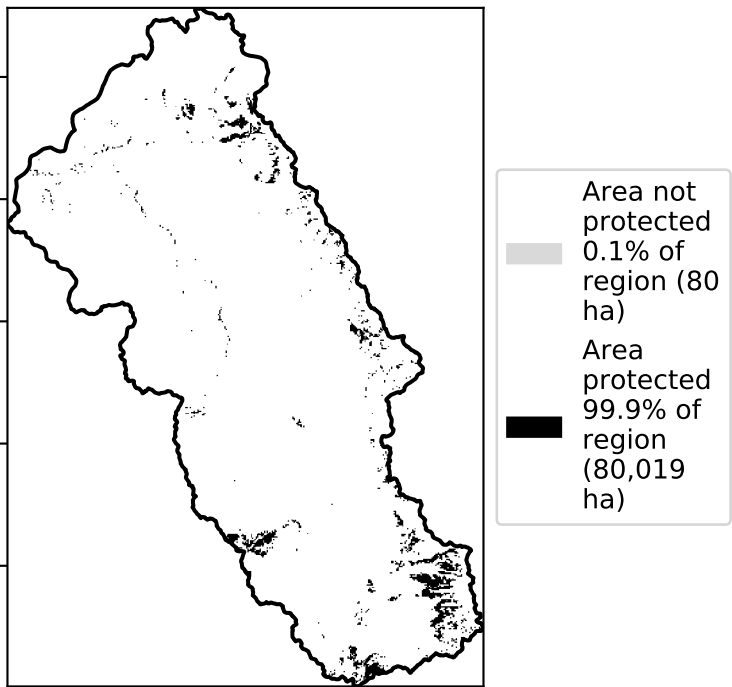 Area not
protected
0.1% of
region (80
ha)
Area
protected
99.9% of
region
(80,019
ha)